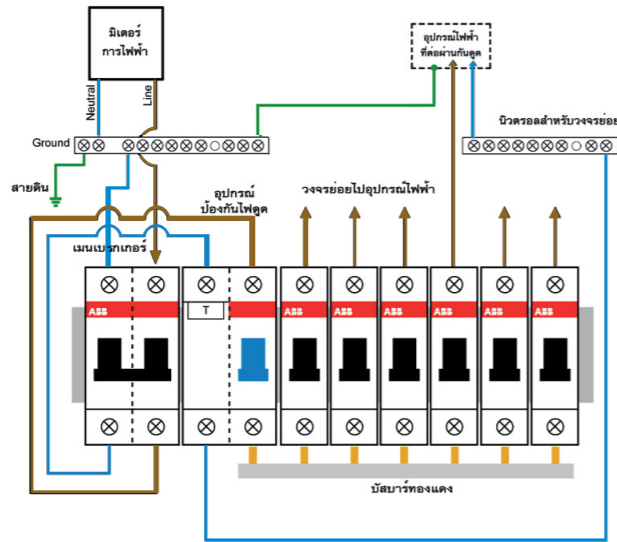 มิเตอร์
การไฟฟ้า
อุปกรณ์ไฟฟ้า
ที่ต่อผ่านกันดูด
Neutral
Line
Ground
นิวตรอลสำหรับวงจรย่อย
สายดิน
อุปกรณ์
ป้องกันไฟดูด
วงจรย่อยไปอุปกรณ์ไฟฟ้า
เมนเบรกเกอร์
ABB
ABB
ABB
ABB
ABB
ABB
ABB
ABB
T
บัสบาร์ทองแดง